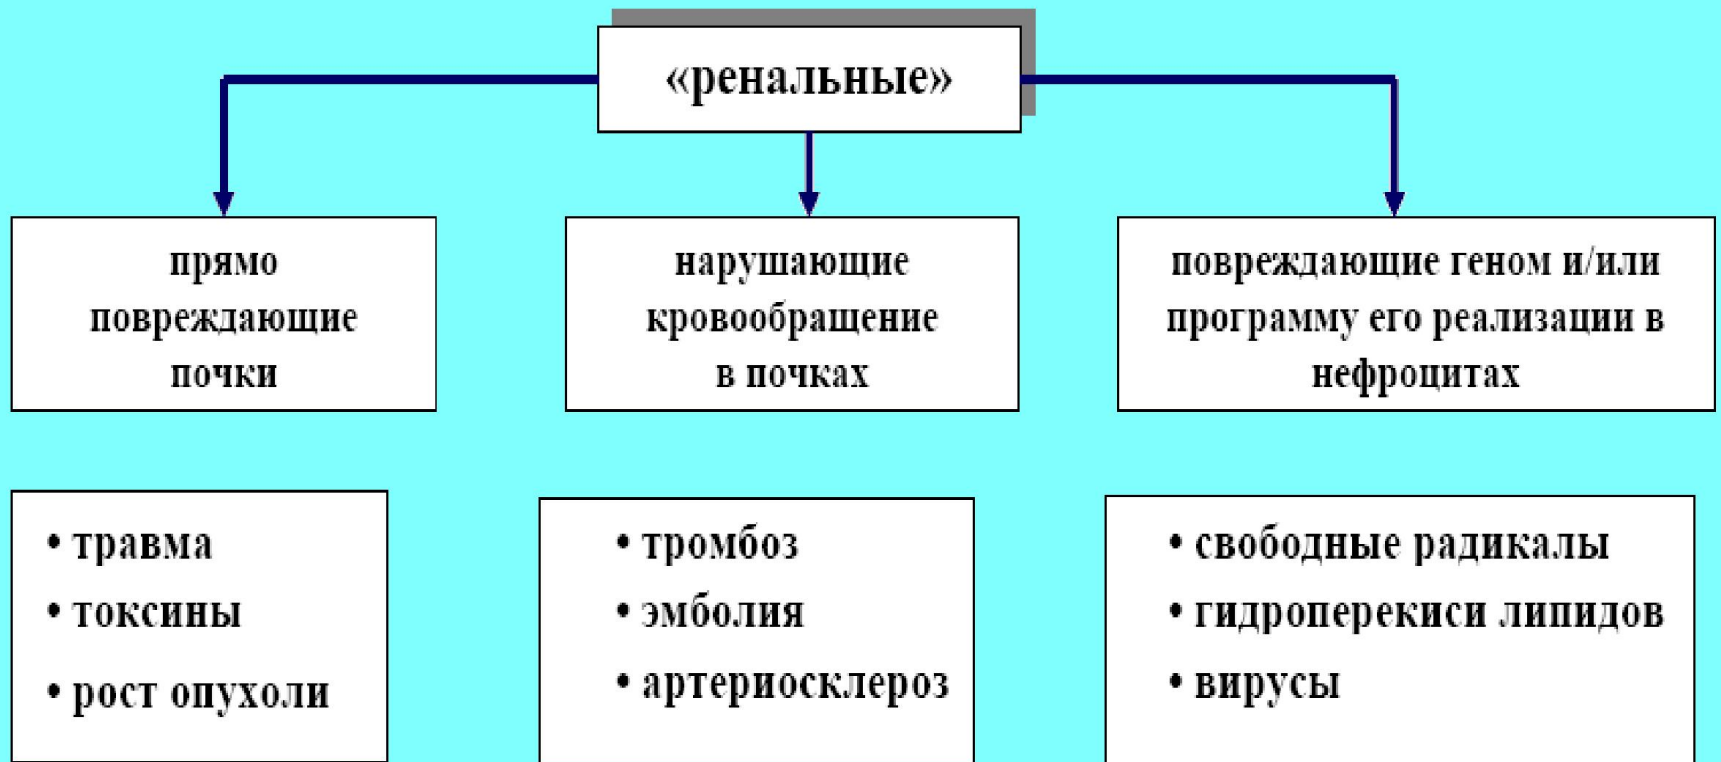 «ренальные»
прямо
повреждающие
почки
нарушающие
кровообращение
в почках
повреждающие геном и/или
программу его реализации в
нефроцитах
• травма
• токсины
• рост опухоли
• тромбоз
• эмболия
• артериосклероз
• свободные радикалы
• гидроперекиси липидов
• вирусы